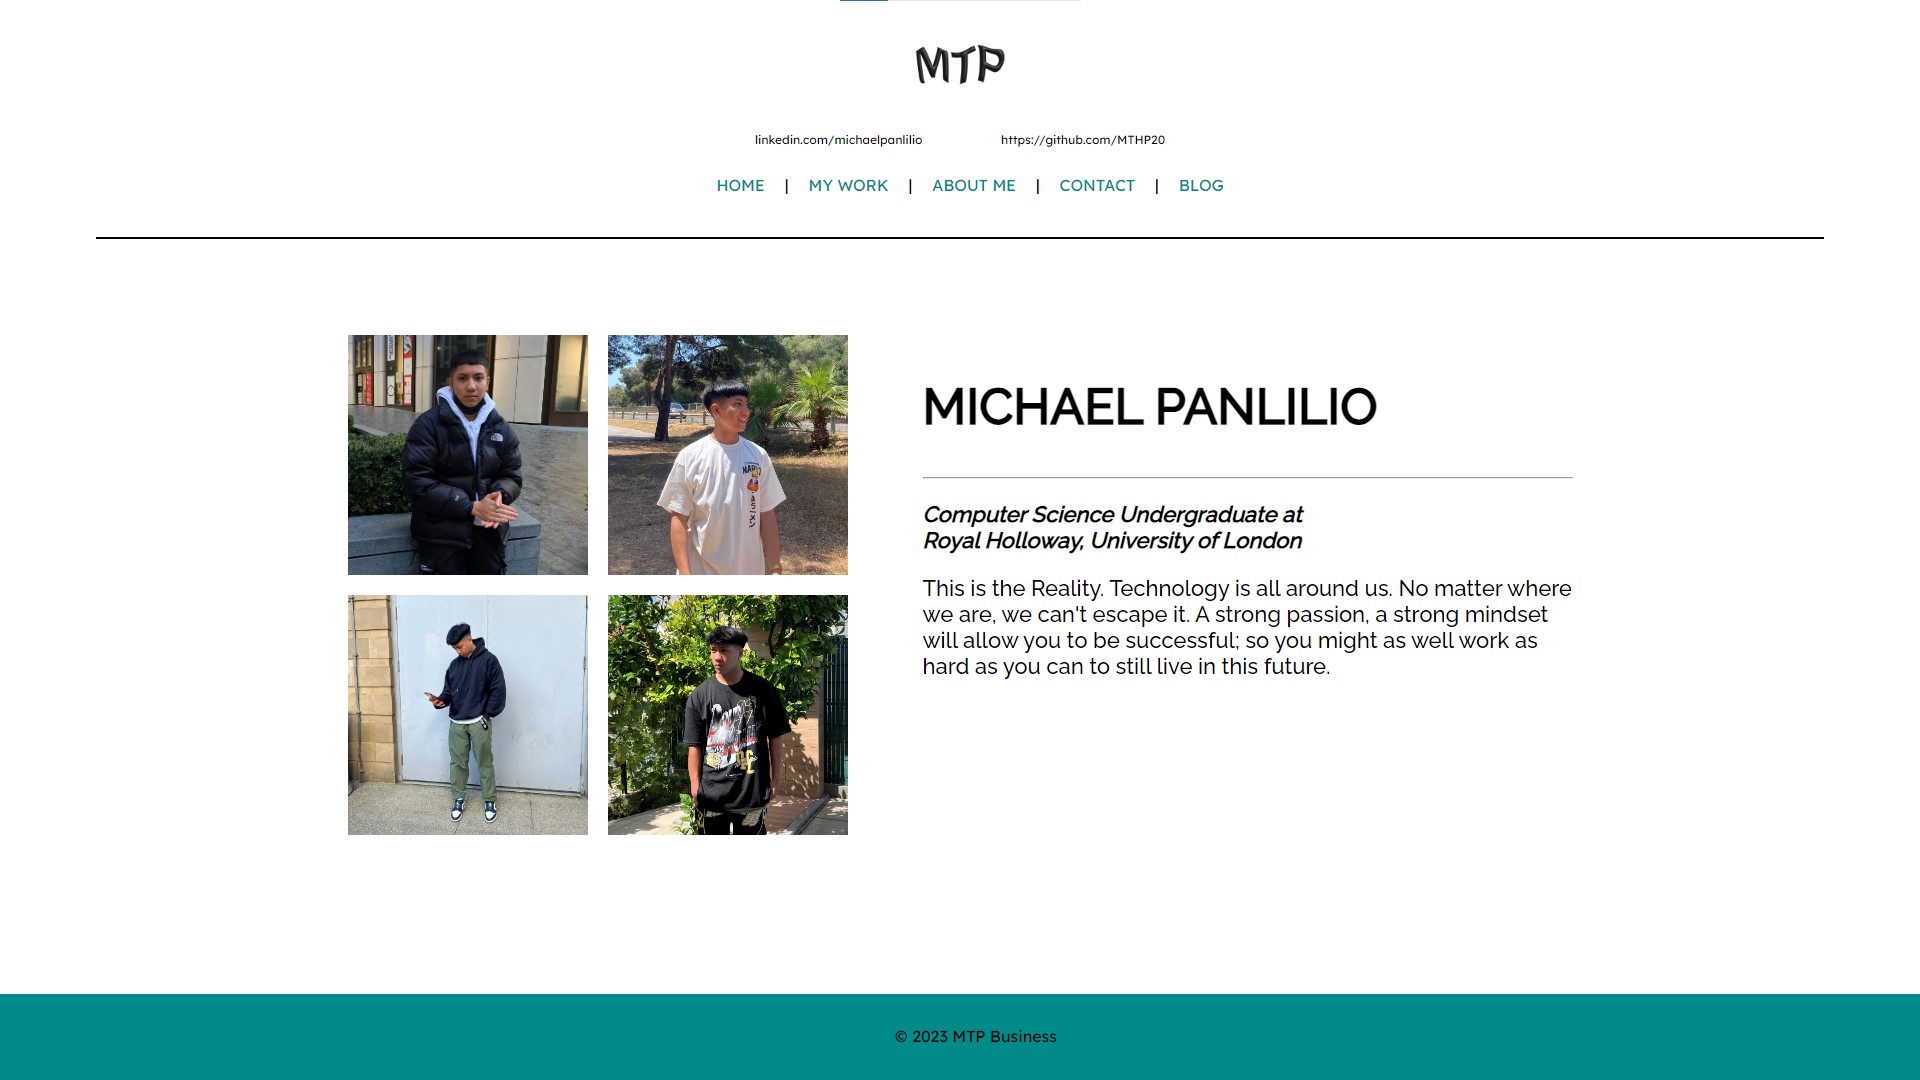 MTP
linkedin.com/michaelpanlilio https://github.com/MTHP20
HOME | MY WORK | ABOUT ME | CONTACT | BLOG
MICHAEL PANLILIO
Computer Science Undergraduate at
Royal Holloway, University of London
This is the Reality. Technology is all around us. No matter where
we are, we can't escape it. A strong passion, a strong mindset
will allow you to be successful; so you might as well work as
hard as you can to still live in this future.
© 2023 MTP Business